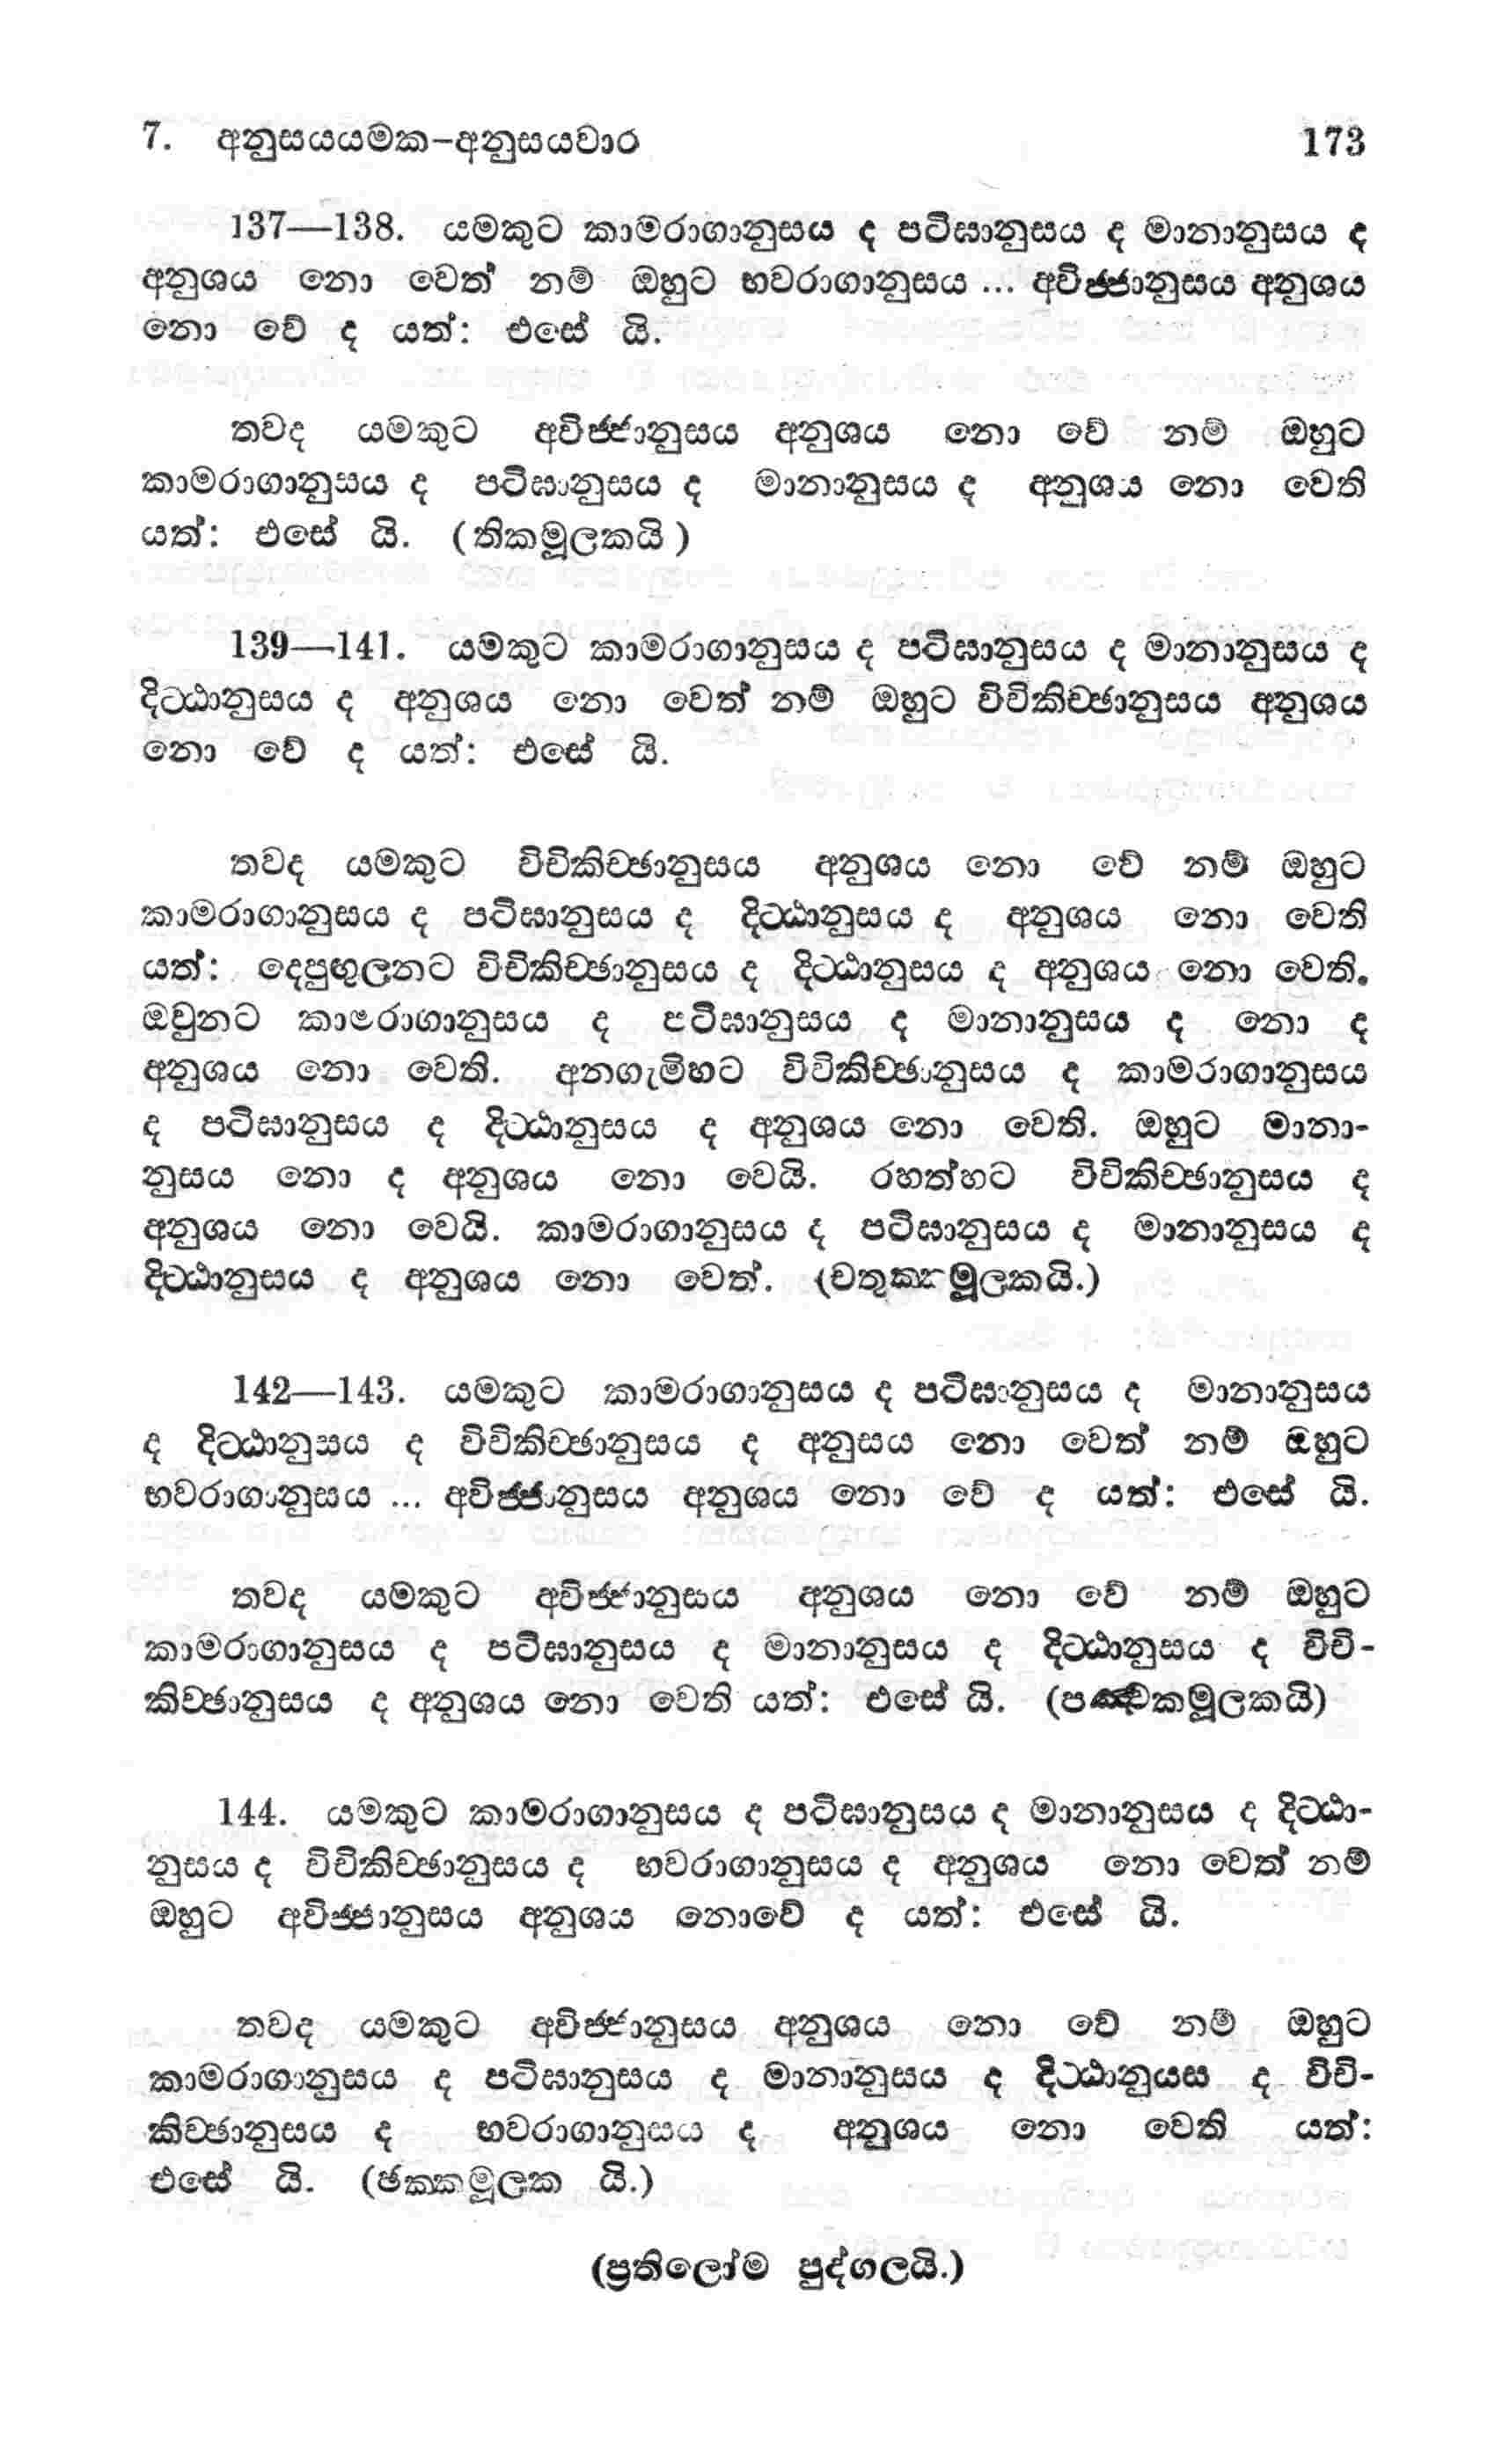 7. අනුසයයමක–අනුසයවාර 173
137—138. යමකුට කාමරාගානුසය ද පටිඝානුසය ද මානානුසය ද
අනුශය නො වෙත් නම් ඔහුට භවරාගානුසය ... අවිජ්ජානුසය අනුශය
නො වේ ද යත්: එසේ යි.
තවද යමකුට අවිජ්ජානුසය අනුශය නො වේ නම් ඔහුට
කාමරාගානුසය ද පටිඝානුසය ද මානානුසය ද අනුශය නො වෙති
යත්: එසේ යි. (තිකමූලකයි)
139—141. යමකුට කාමරාගානුසය ද පටිඝානුසය ද මානානුසය ද
දිට්ඨානුසය ද අනුශය නො වෙත් නම් ඔහුට විචිකිච්ඡානුසය අනුශය
නො වේ ද යත්: එසේ යි.
තවද යමකුට විචිකිච්ඡානුසය අනුශය නො වේ නම් ඔහුට
කාමරාගානුසය ද පටිඝානුසය ද දිට්ඨානුසය ද අනුශය නො වෙති
යත්: දෙපුඟුලනට විචිකිච්ඡානුසය ද දිට්ඨානුසය ද අනුශය නො වෙති.
ඔවුනට කාමරාගානුසය ද පටිඝානුසය ද මානානුසය ද නො ද
අනුශය නො වෙති. අනගැමිහට විචිකිච්ඡානුසය ද කාමරාගානුසය
ද පටිඝානුසය ද දිට්ඨානුසය ද අනුශය නො වෙති. ඔහුට මානා-
නුසය නො ද අනුශය නො වෙයි. රහත්හට විචිකිච්ඡානුසය ද
අනුශය නො වෙයි. කාමරාගානුසය ද පටිඝානුසය ද මානානුසය ද
දිට්ඨානුසය ද අනුශය නො වෙත්. (චතුක්කමූලකයි.)
142—143. යමකුට කාමරාගානුසය ද පටිඝානුසය ද මානානුසය
ද දිට්ඨානුසය ද විචිකිච්ඡානුසය ද අනුසය නො වෙත් නම් ඔහුට
භවරාගානුසය ... අවිජ්ජානුසය අනුශය නො වේ ද යත්: එසේ යි.
තවද යමකුට අවිජ්ජානුසය අනුශය නො වේ නම් ඔහුට
කාමරාගානුසය ද පටිඝානුසය ද මානානුසය ද දිට්ඨානුසය ද විචි-
කිච්ඡානුසය ද අනුශය නො වෙති යත්: එසේ යි. (පඤ්චකමූලකයි)
144. යමකුට කාමරාගානුසය ද පටිඝානුසය ද මානානුසය ද දිට්ඨා-
නුසය ද විචිකිච්ඡානුසය ද භවරාගානුසය ද අනුශය නො වෙත් නම්
ඔහුට අවිජ්ජානුසය අනුශය නොවේ ද යත්: එසේ යි.
තවද යමකුට අවිජ්ජානුසය අනුශය නො වේ නම් ඔහුට
කාමරාගානුසය ද පටිඝානුසය ද මානානුසය ද දිට්ඨානුයස ද විචි-
කිච්ඡානුසය ද භවරාගානුසය ද අනුශය නො වෙති යත්:
එසේ යි. (ඡක්කමූලක යි.)
(ප්‍රතිලෝම පුද්ගලයි.)